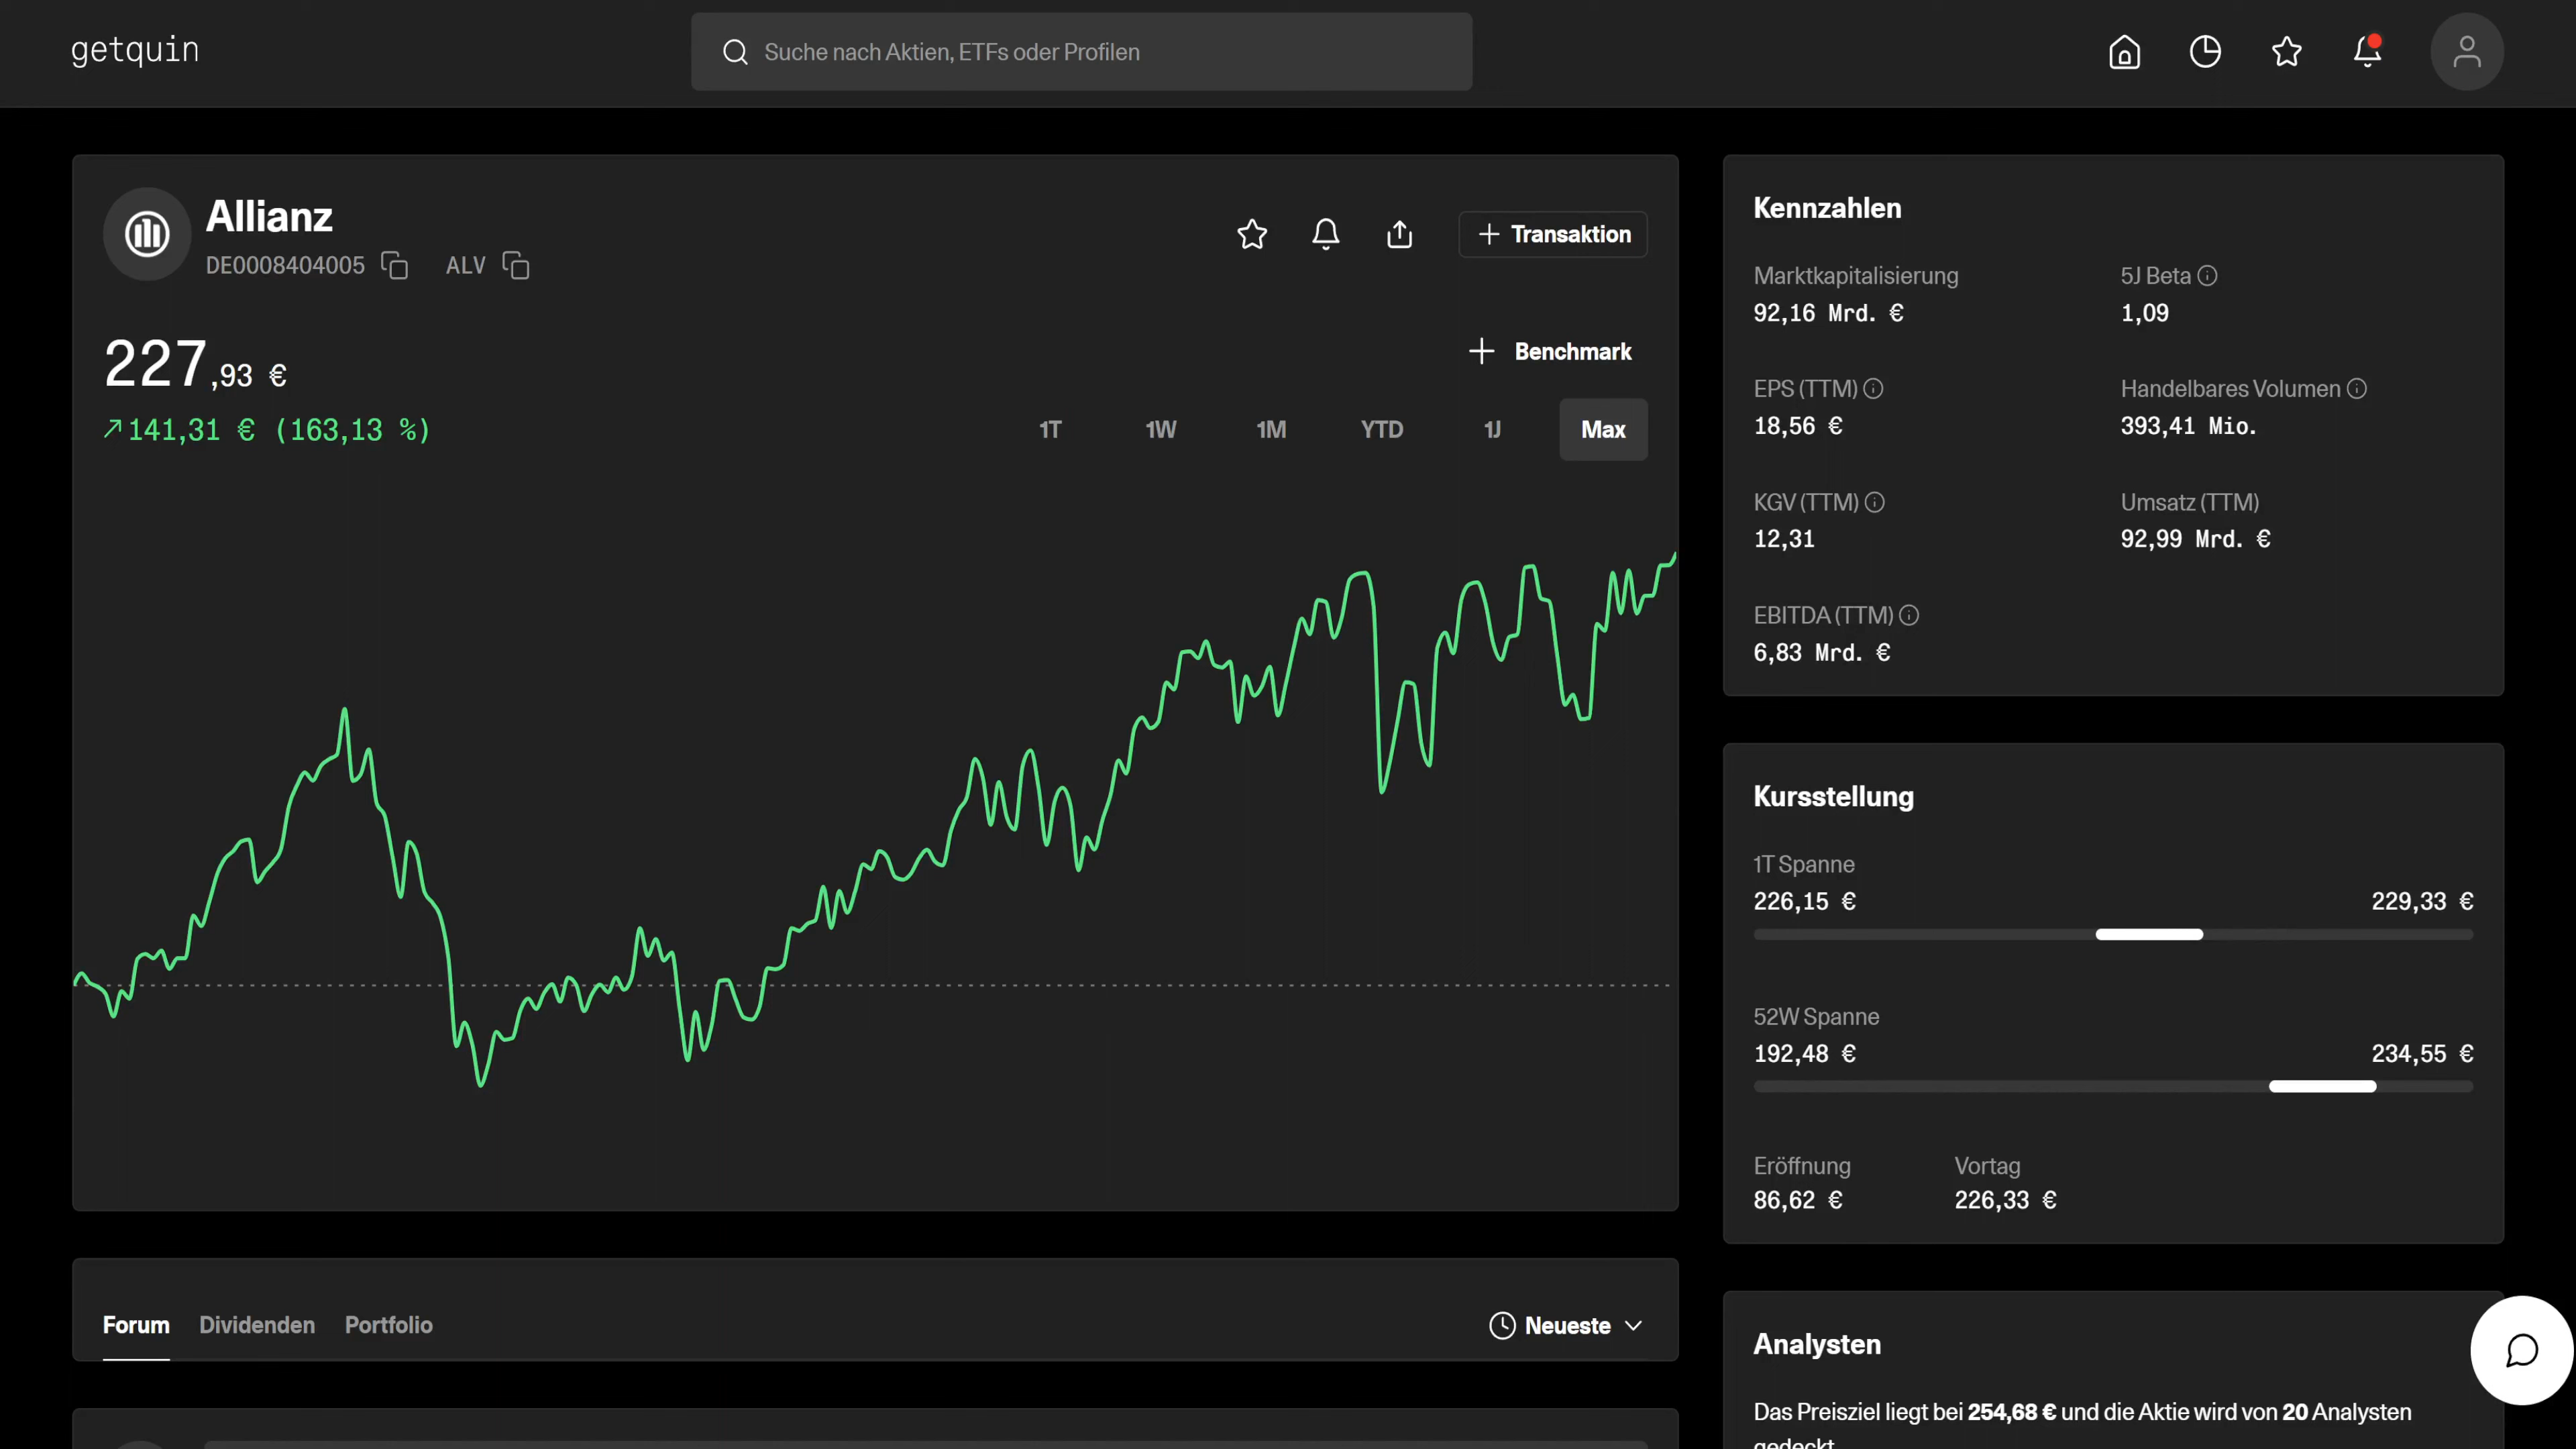 getquin
Suche nach Aktien, ETFs oder Profilen
Allianz
DE0008404005 ALV
Transaktion
227,93 €
Benchmark
141,31 € (163,13 %)
1T 1W 1M YTD 1J Max
Forum Dividenden Portfolio
Neueste
Kennzahlen
Marktkapitalisierung 5J Beta
92,16 Mrd. € 1,09
EPS (TTM) Handelbares Volumen
18,56 € 393,41 Mio.
KGV (TTM) Umsatz (TTM)
12,31 92,99 Mrd. €
EBITDA (TTM)
6,83 Mrd. €
Kursstellung
1T Spanne
226,15 € 229,33 €
52W Spanne
192,48 € 234,55 €
Eröffnung Vortag
86,62 € 226,33 €
Analysten
Das Preisziel liegt bei 254,68 € und die Aktie wird von 20 Analysten
gedeckt